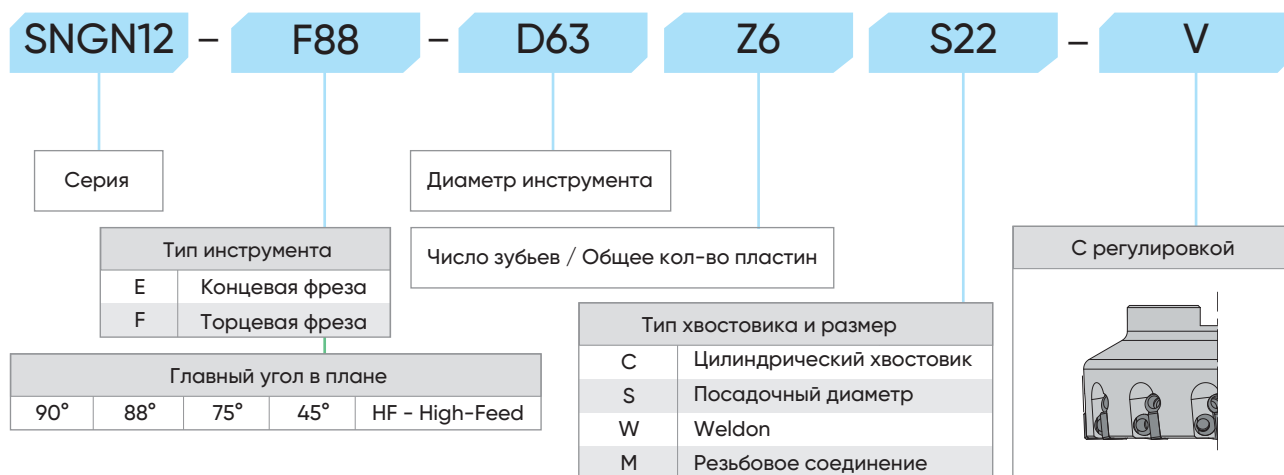 SNGN12 – F88 – D63 Z6 S22 – V
Серия
Диаметр инструмента
Тип инструмента
E Концевая фреза
F Торцевая фреза
Число зубьев / Общее кол-во пластин
С регулировкой
Главный угол в плане
90° 88° 75° 45° HF - High-Feed
Тип хвостовика и размер
C Цилиндрический хвостовик
S Посадочный диаметр
W Weldon
M Резьбовое соединение